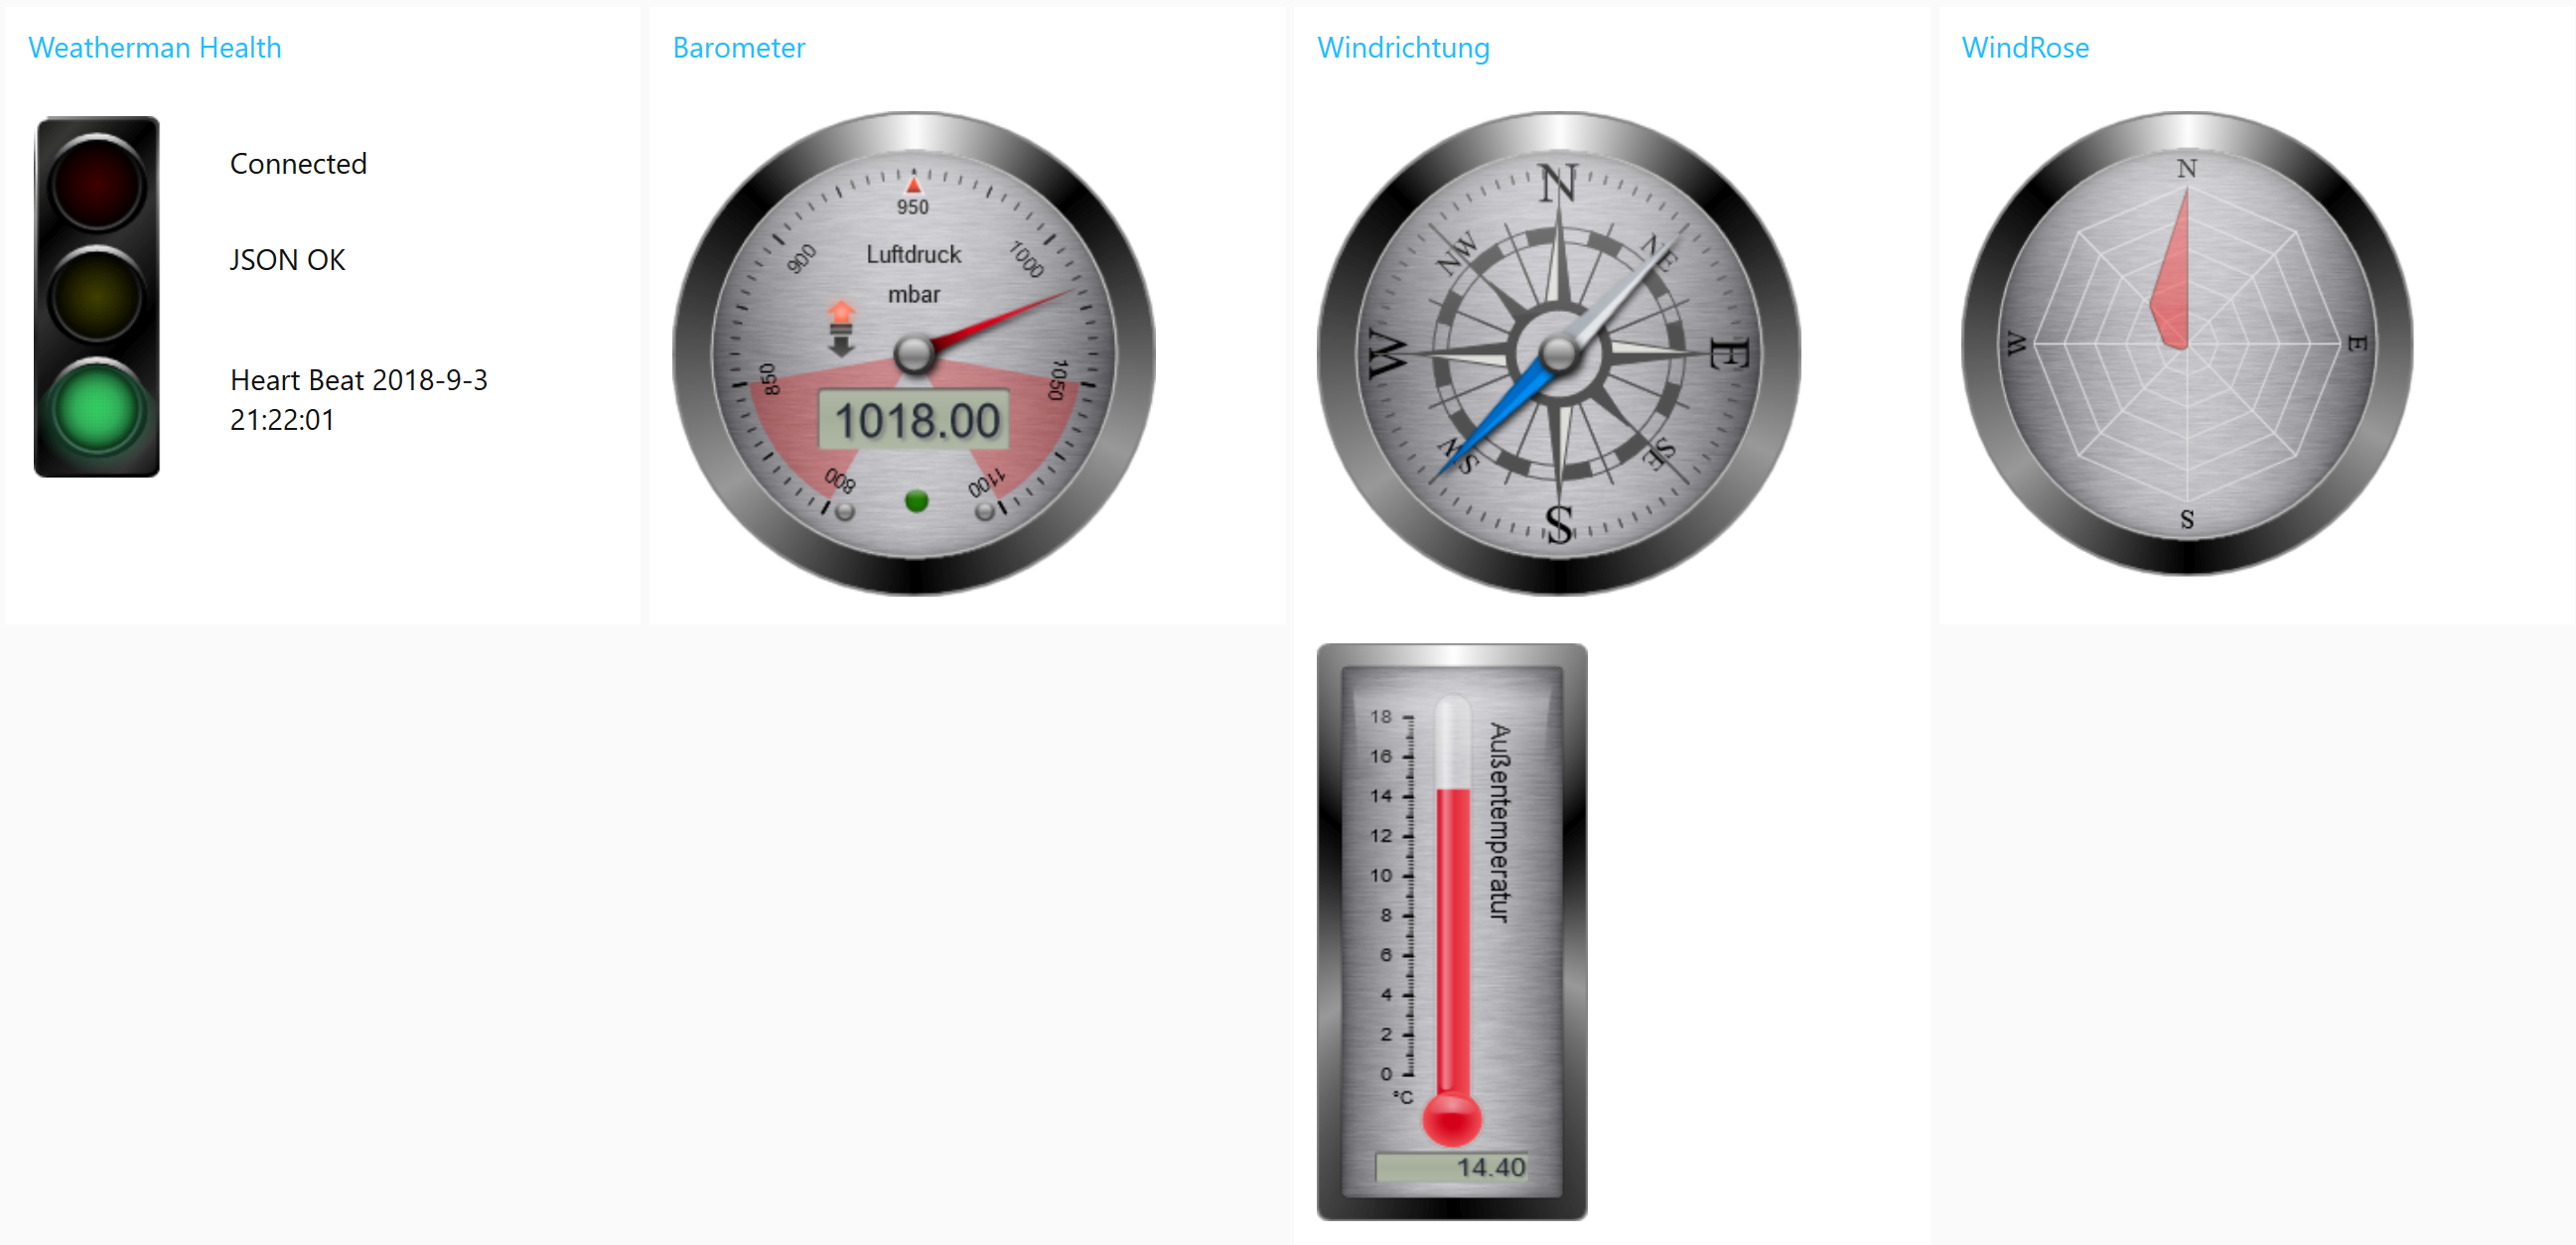 Weatherman Health
Connected
JSON OK
Heart Beat 2018-9-3
21:22:01
Barometer
950
900
1000
Luftdruck
mbar
850
1050
1018.00
800
1100
Windrichtung
N
NW
NE
W
E
SW
SE
S
WindRose
N
W
E
S
Außentemperatur
18
16
14
12
10
8
6
4
2
0
°C
14.40